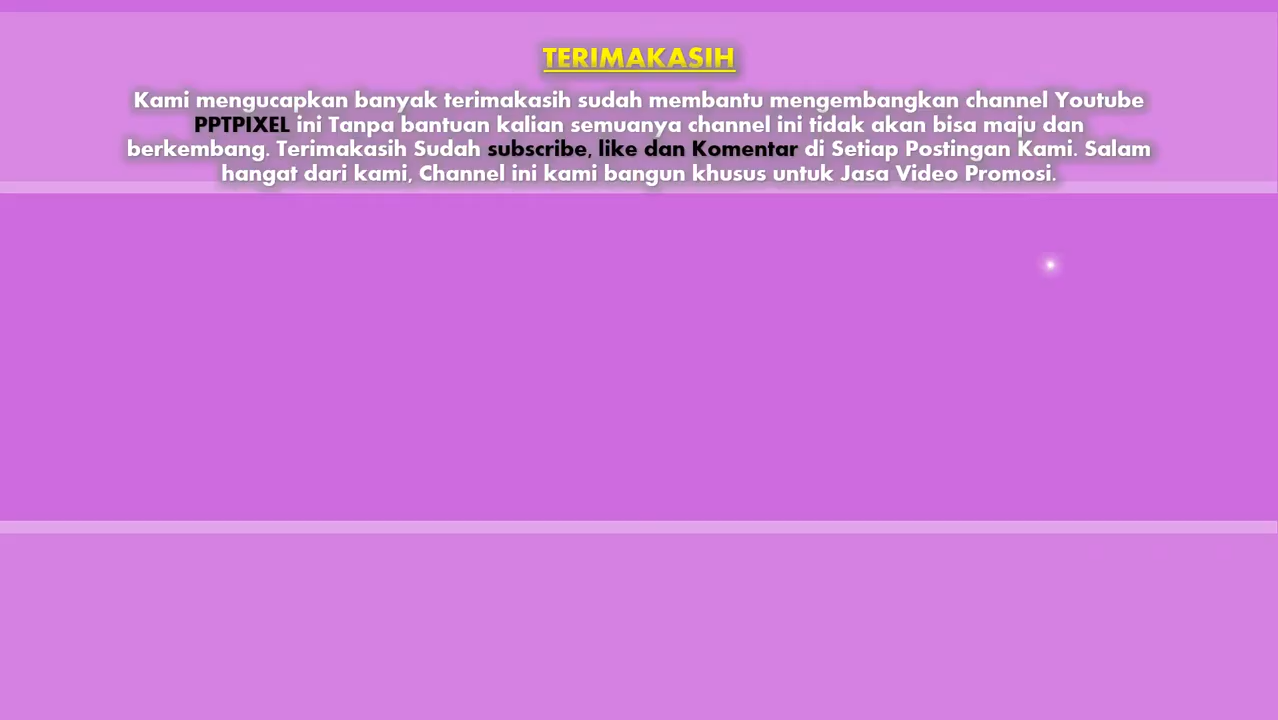 TERIMAKASIH
Kami mengucapkan banyak terimakasih sudah membantu mengembangkan channel Youtube
PPTPIXEL ini Tanpa bantuan kalian semuanya channel ini tidak akan bisa maju dan
berkembang. Terimakasih Sudah subscribe, like dan Komentar di Setiap Postingan Kami. Salam
hangat dari kami, Channel ini kami bangun khusus untuk Jasa Video Promosi.